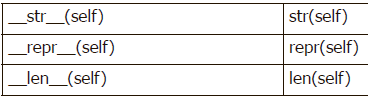 __str__(self) str(self)
__repr__(self) repr(self)
__len__(self) len(self)